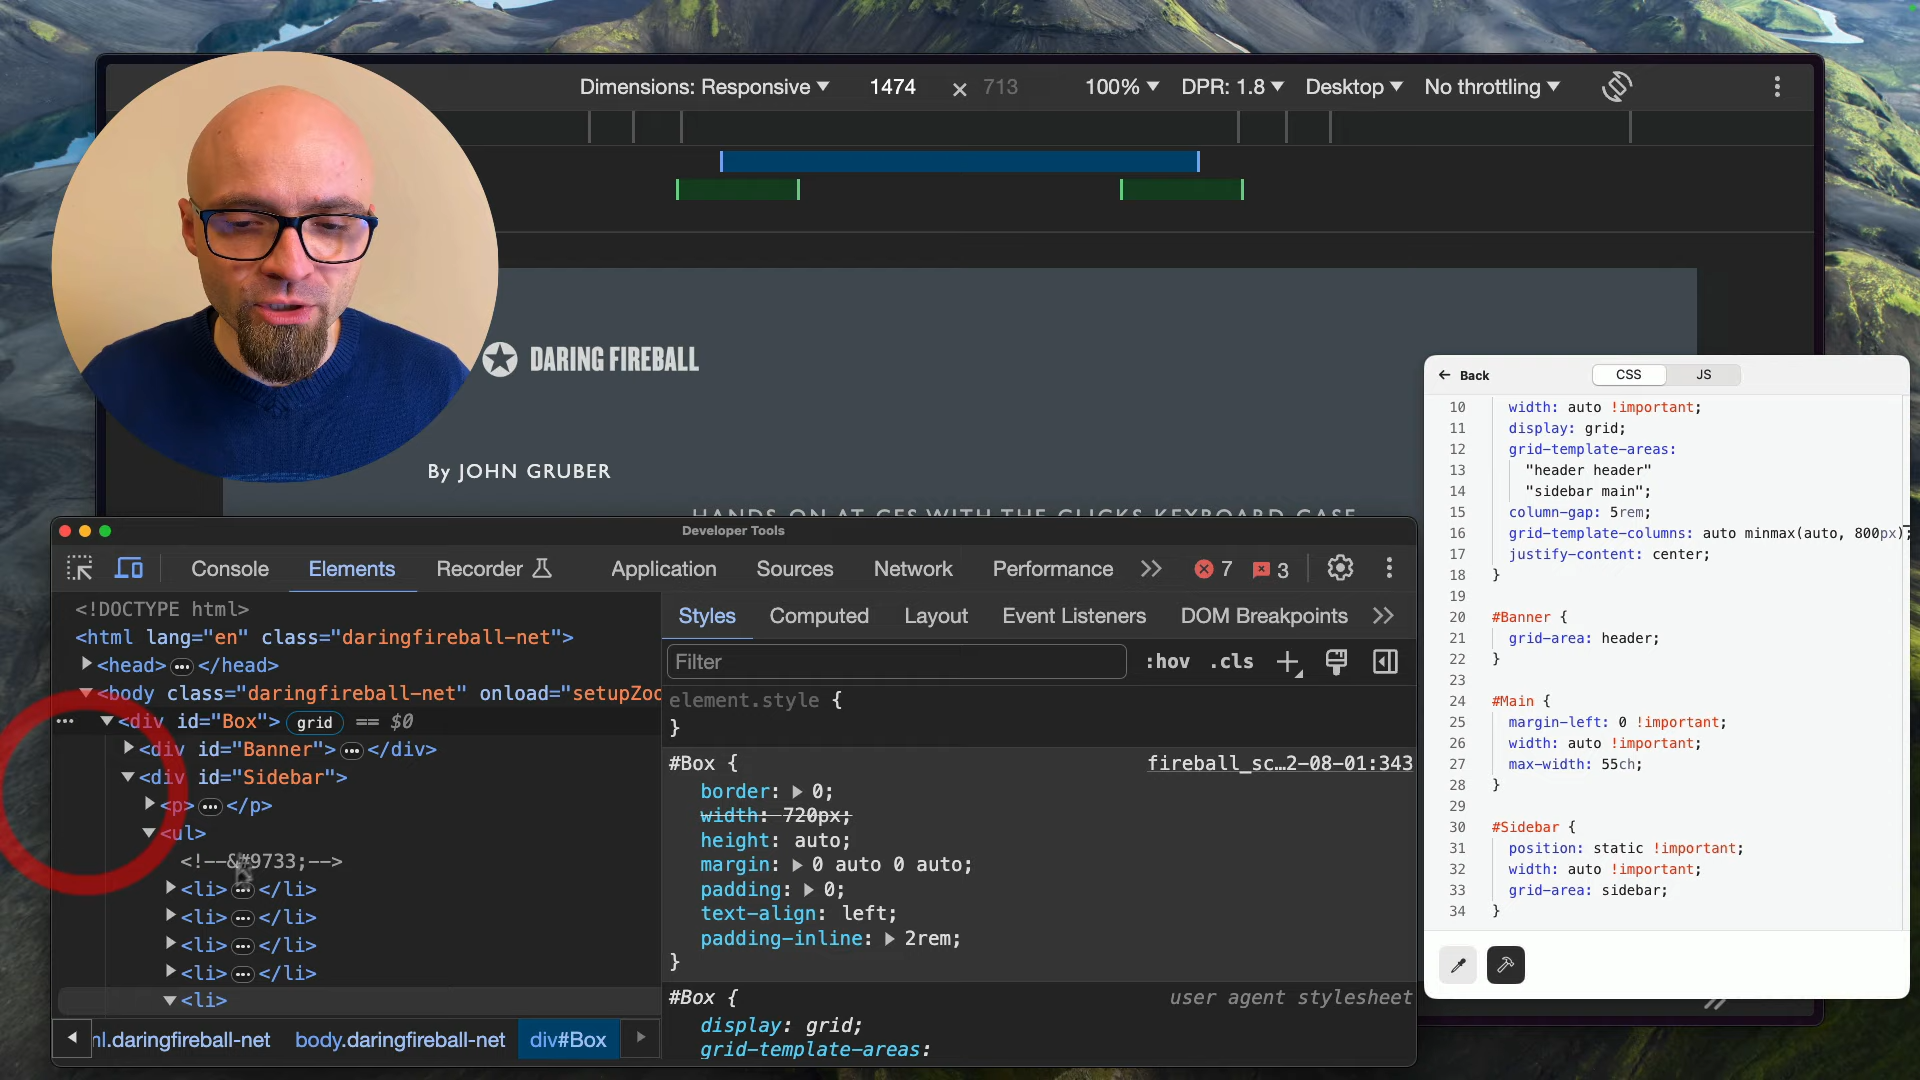 Dimensions: Responsive 1474 × 713 100% DPR: 1.8 Desktop No throttling
DARING FIREBALL
By JOHN GRUBER
HANDS-ON AT CES WITH THE CLICKS KEYBOARD CASE
Developer Tools
Console Elements Recorder Application Sources Network Performance 7 3
<!DOCTYPE html>
<html lang="en" class="daringfireball-net">
<head> ... </head>
<body class="daringfireball-net" onload="setupZoo
... <div id="Box"> grid == $0
<div id="Banner"> ... </div>
<div id="Sidebar">
<p> ... </p>
<ul>
<!--&#9733;-->
<li> ... </li>
<li> ... </li>
<li> ... </li>
<li> ... </li>
<li>
nl.daringfireball-net body.daringfireball-net div#Box
Styles Computed Layout Event Listeners DOM Breakpoints
Filter :hov .cls
element.style {
}
#Box { fireball_sc…2-08-01:343
border: 0;
width: 720px;
height: auto;
margin: 0 auto 0 auto;
padding: 0;
text-align: left;
padding-inline: 2rem;
}
#Box { user agent stylesheet
display: grid;
grid-template-areas:
Back CSS JS
10 width: auto !important;
11 display: grid;
12 grid-template-areas:
13 "header header"
14 "sidebar main";
15 column-gap: 5rem;
16 grid-template-columns: auto minmax(auto, 800px);
17 justify-content: center;
18 }
19
20 #Banner {
21 grid-area: header;
22 }
23
24 #Main {
25 margin-left: 0 !important;
26 width: auto !important;
27 max-width: 55ch;
28 }
29
30 #Sidebar {
31 position: static !important;
32 width: auto !important;
33 grid-area: sidebar;
34 }